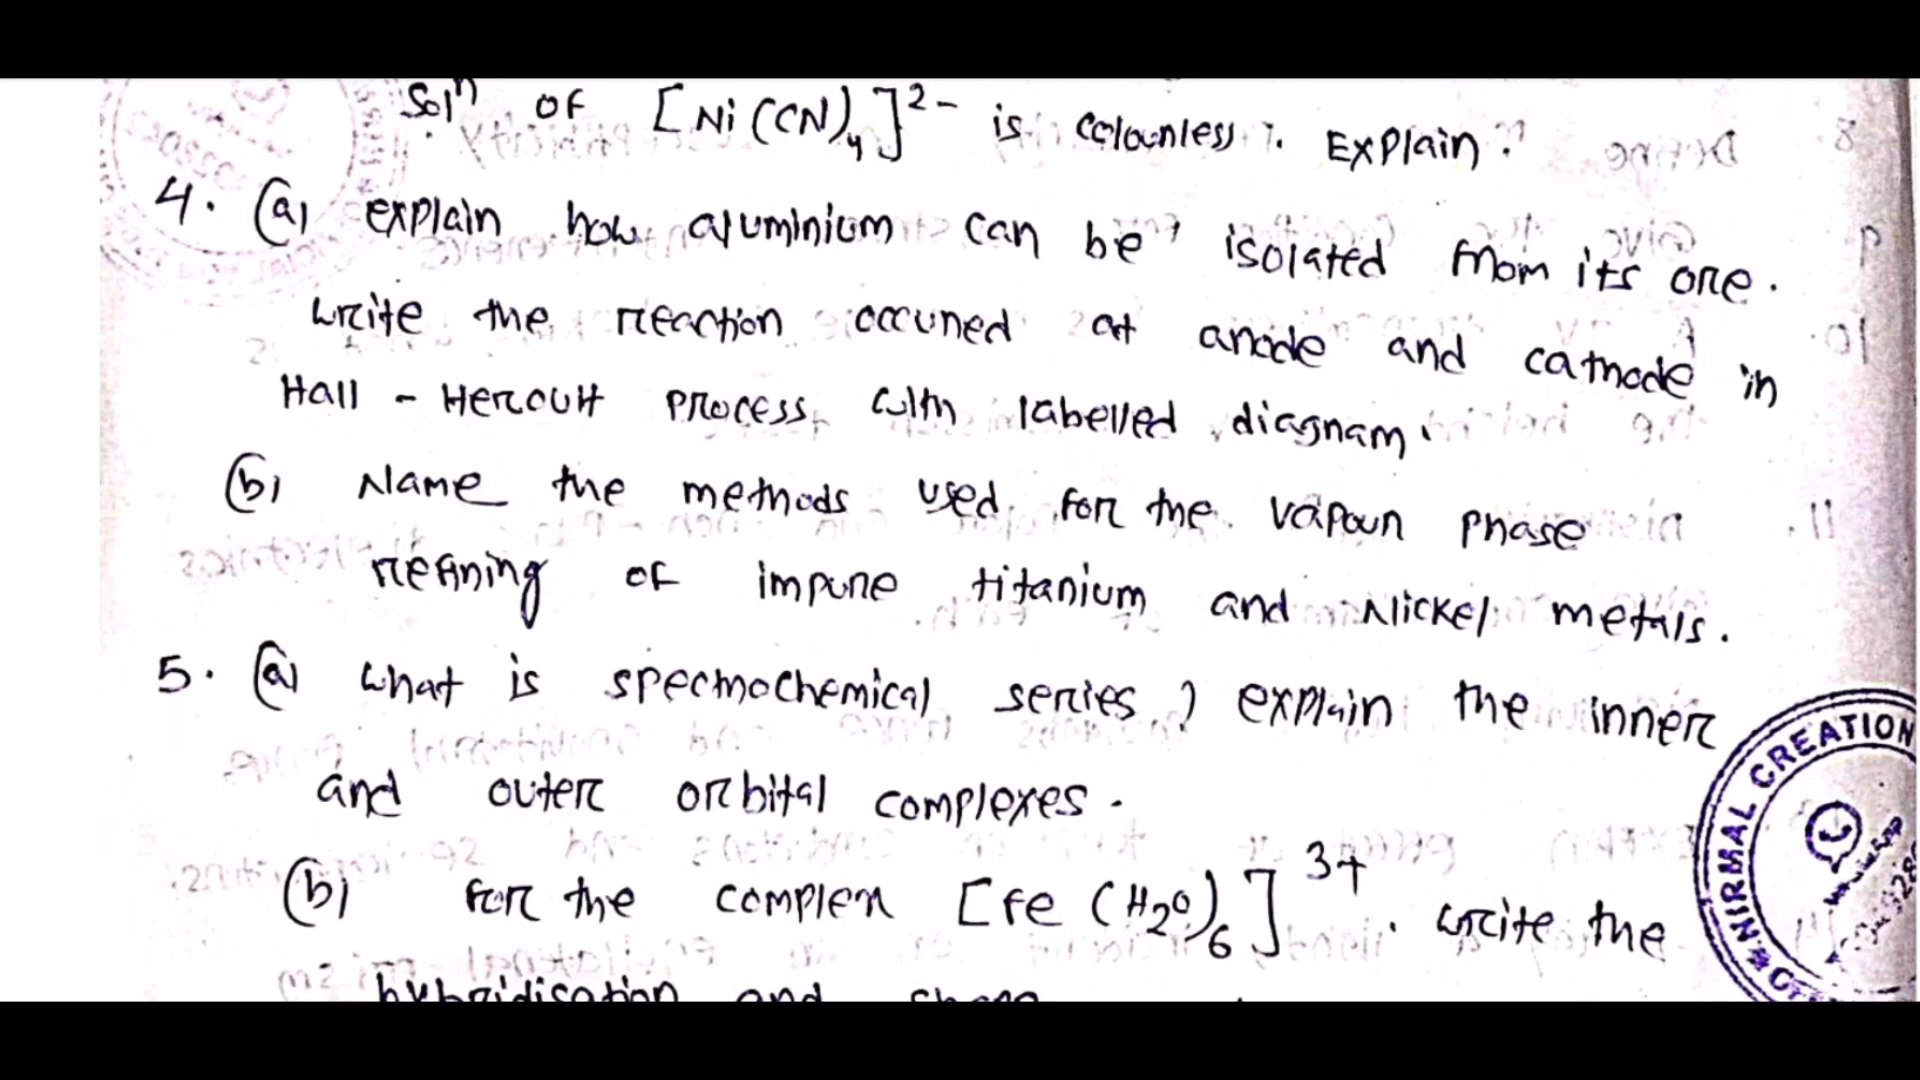 Solⁿ of [Ni(CN)₄]²⁻ is colourless. Explain?
4. (a) explain how aluminium can be isolated from its ore.
write the reaction occured at anode and cathode in
Hall - Heroult process with labelled diagram.
(b) Name the methods used for the vapour phase
refining of impure titanium and Nickel metals.
5. (a) what is spectrochemical series? explain the inner
and outer orbital complexes.
(b) for the complex [Fe(H₂O)₆]³⁺. write the
hybridisation and
NIRMAL CREATION